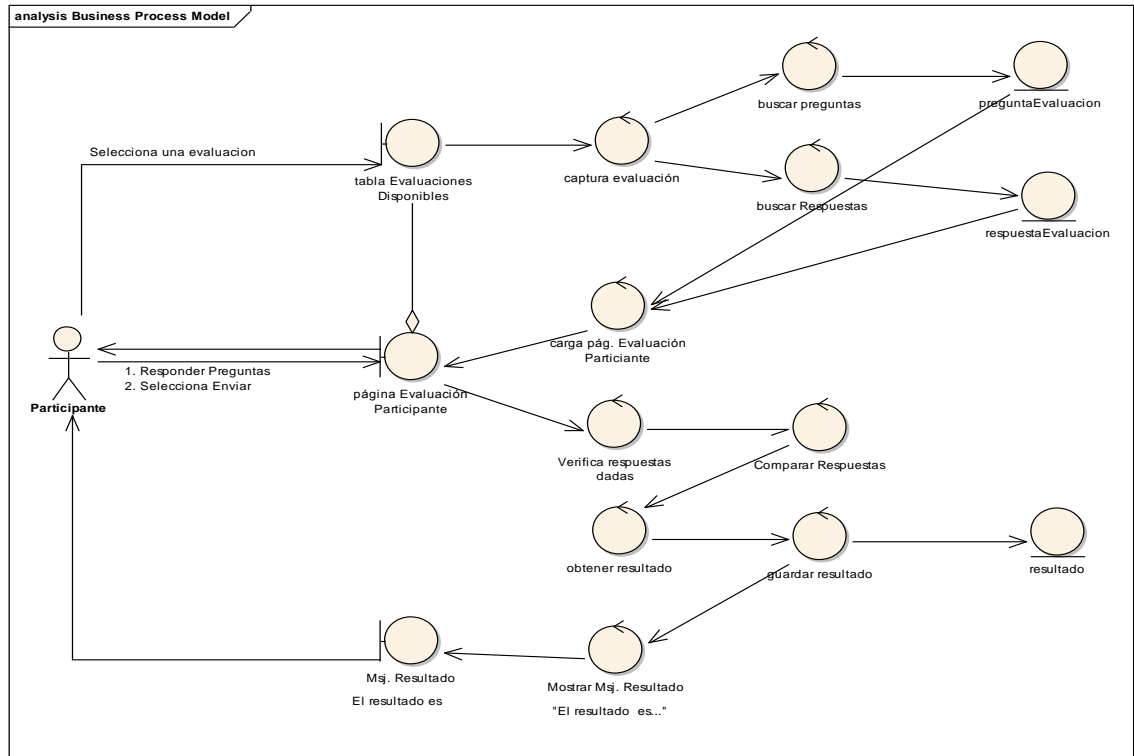 analysis Business Process Model
buscar preguntas
preguntaEvaluacion
Selecciona una evaluacion
tabla Evaluaciones
Disponibles
captura evaluación
buscar Respuestas
respuestaEvaluacion
carga pág. Evaluación
Particiante
1. Responder Preguntas
2. Selecciona Enviar
Participante
página Evaluación
Participante
Verifica respuestas
dadas
Comparar Respuestas
obtener resultado
guardar resultado
resultado
Msj. Resultado
El resultado es
Mostrar Msj. Resultado
"El resultado es..."